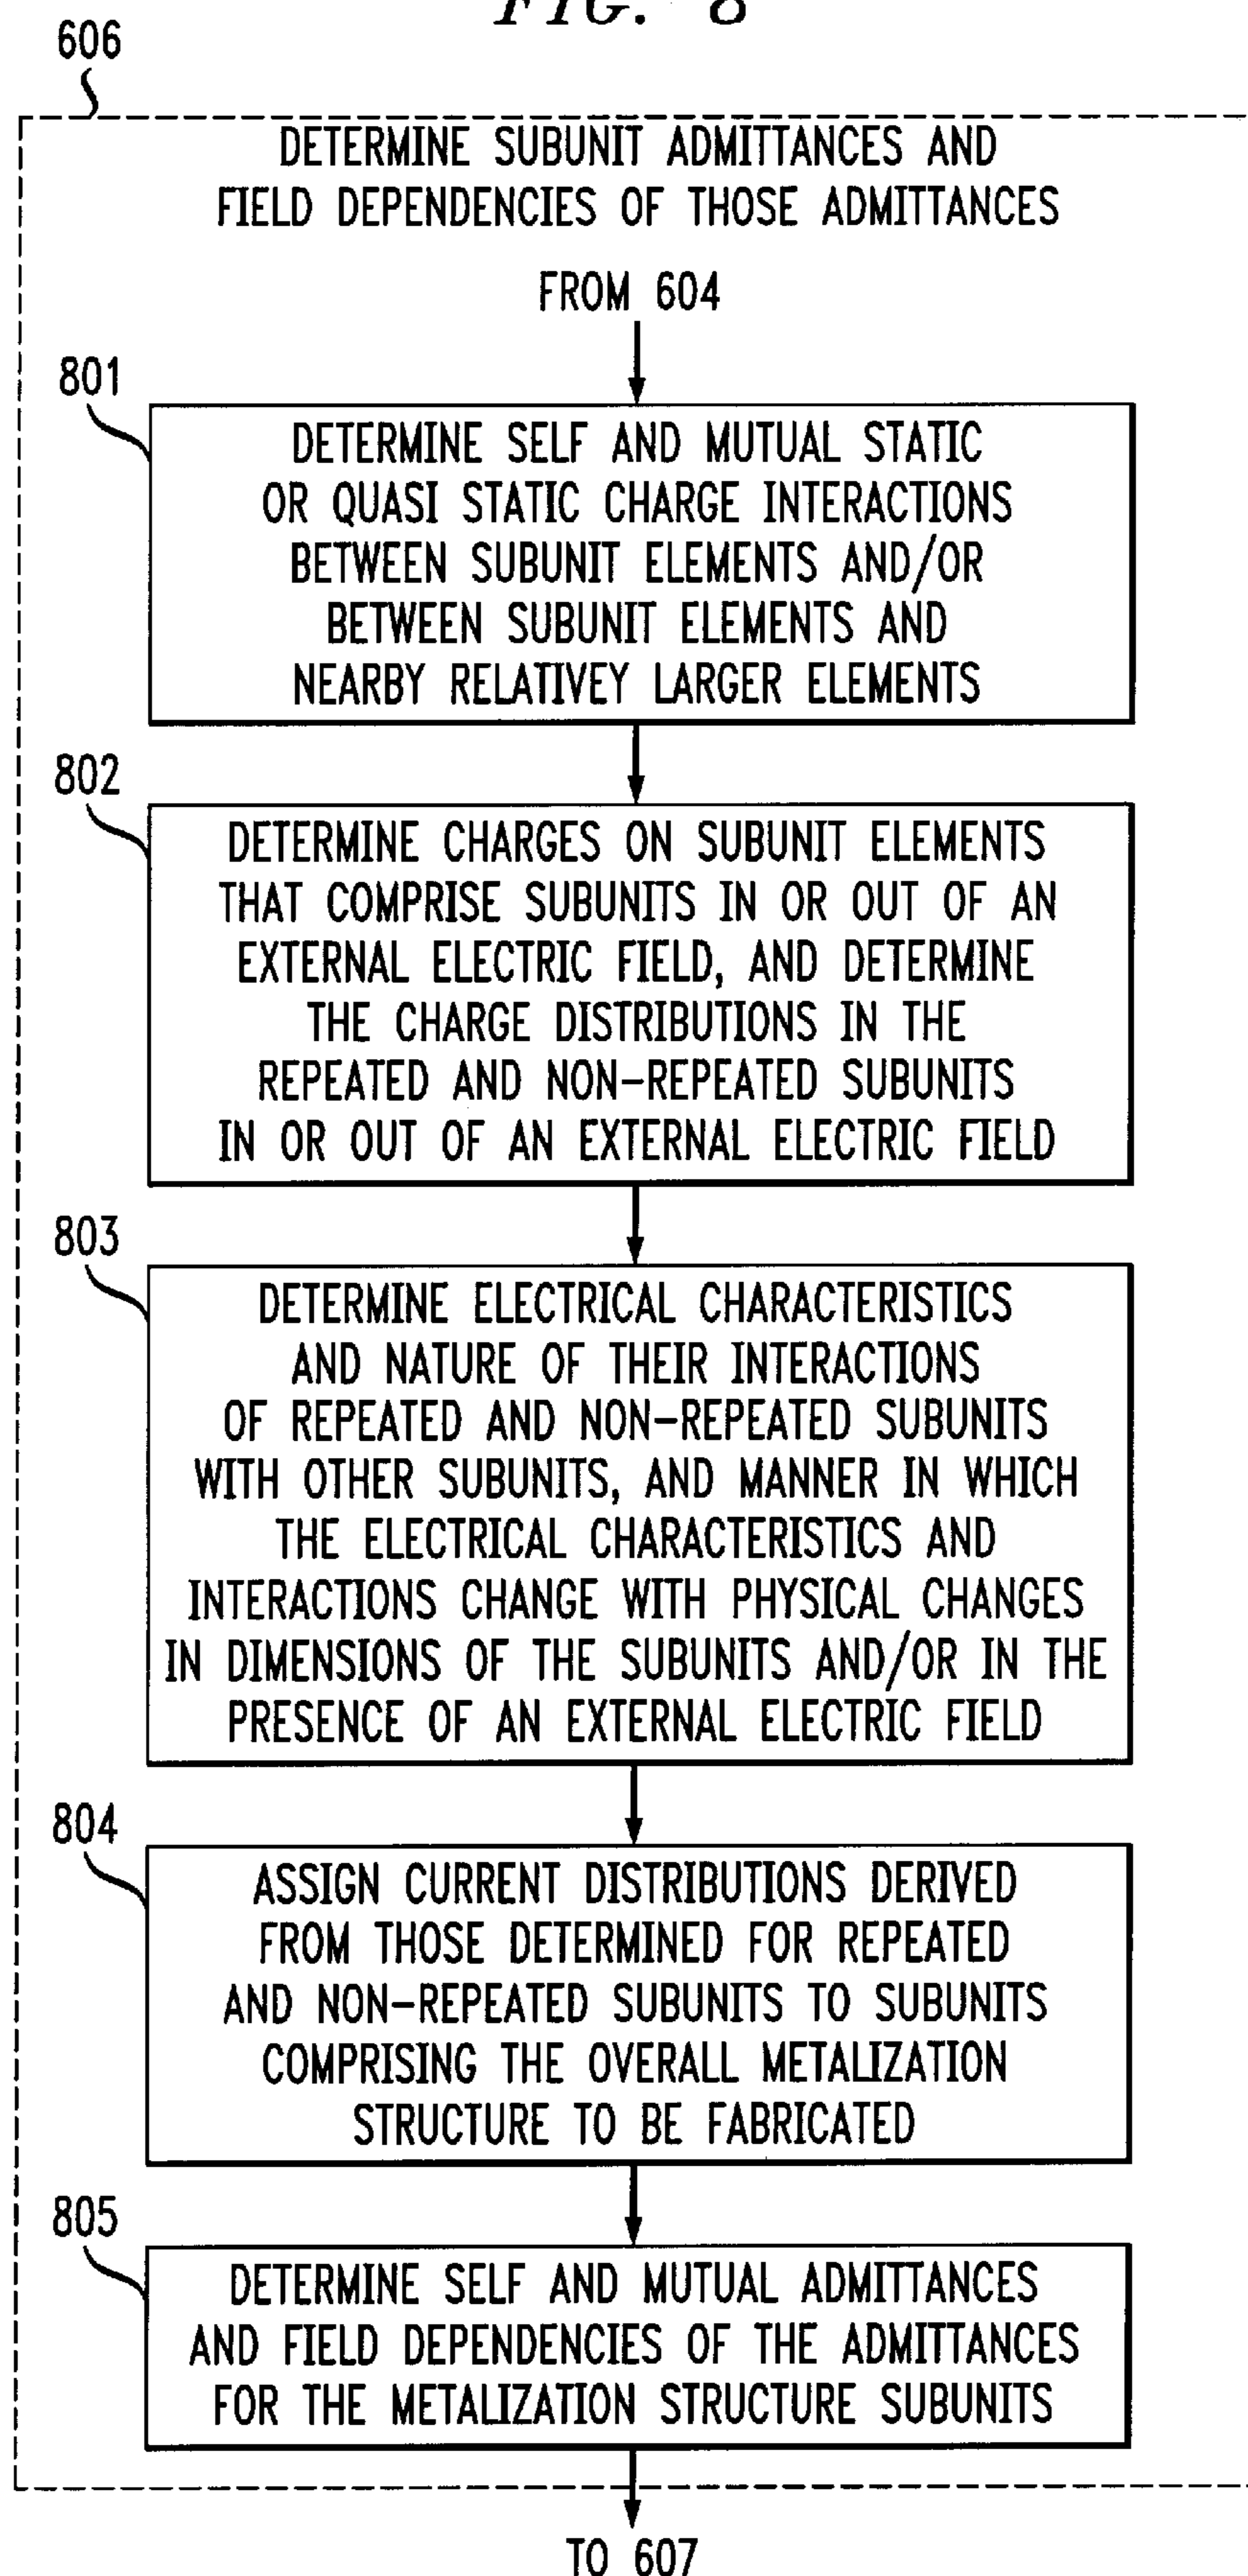 FIG. 8
606
DETERMINE SUBUNIT ADMITTANCES AND
FIELD DEPENDENCIES OF THOSE ADMITTANCES
FROM 604
801
DETERMINE SELF AND MUTUAL STATIC
OR QUASI STATIC CHARGE INTERACTIONS
BETWEEN SUBUNIT ELEMENTS AND/OR
BETWEEN SUBUNIT ELEMENTS AND
NEARBY RELATIVEY LARGER ELEMENTS
802
DETERMINE CHARGES ON SUBUNIT ELEMENTS
THAT COMPRISE SUBUNITS IN OR OUT OF AN
EXTERNAL ELECTRIC FIELD, AND DETERMINE
THE CHARGE DISTRIBUTIONS IN THE
REPEATED AND NON-REPEATED SUBUNITS
IN OR OUT OF AN EXTERNAL ELECTRIC FIELD
803
DETERMINE ELECTRICAL CHARACTERISTICS
AND NATURE OF THEIR INTERACTIONS
OF REPEATED AND NON-REPEATED SUBUNITS
WITH OTHER SUBUNITS, AND MANNER IN WHICH
THE ELECTRICAL CHARACTERISTICS AND
INTERACTIONS CHANGE WITH PHYSICAL CHANGES
IN DIMENSIONS OF THE SUBUNITS AND/OR IN THE
PRESENCE OF AN EXTERNAL ELECTRIC FIELD
804
ASSIGN CURRENT DISTRIBUTIONS DERIVED
FROM THOSE DETERMINED FOR REPEATED
AND NON-REPEATED SUBUNITS TO SUBUNITS
COMPRISING THE OVERALL METALIZATION
STRUCTURE TO BE FABRICATED
805
DETERMINE SELF AND MUTUAL ADMITTANCES
AND FIELD DEPENDENCIES OF THE ADMITTANCES
FOR THE METALIZATION STRUCTURE SUBUNITS
TO 607